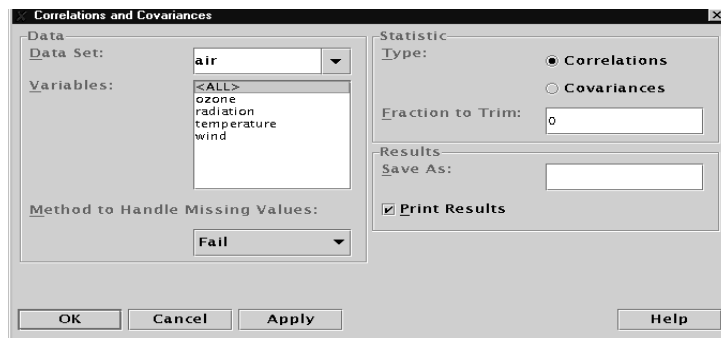 Correlations and Covariances
Data
Data Set:
air
Variables:
<ALL>
ozone
radiation
temperature
wind
Method to Handle Missing Values:
Fail
Statistic
Type:
Correlations
Covariances
Fraction to Trim:
0
Results
Save As:
Print Results
OK
Cancel
Apply
Help